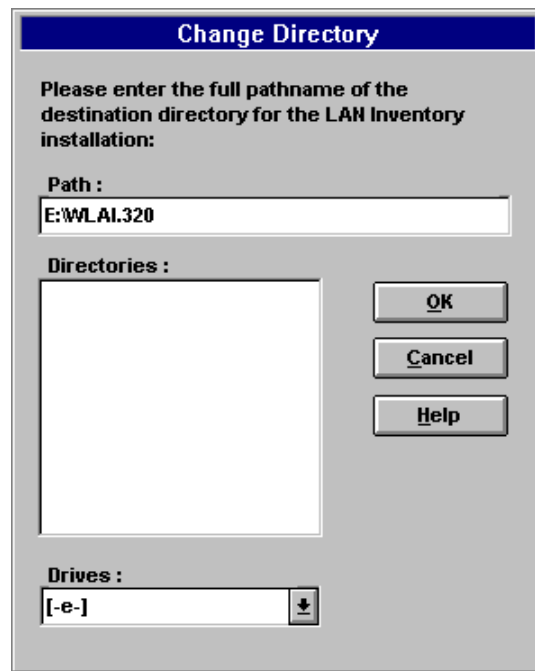 Change Directory
Please enter the full pathname of the
destination directory for the LAN Inventory
installation:
Path :
E:\WLAI.320
Directories :
OK
Cancel
Help
Drives :
[-e-]